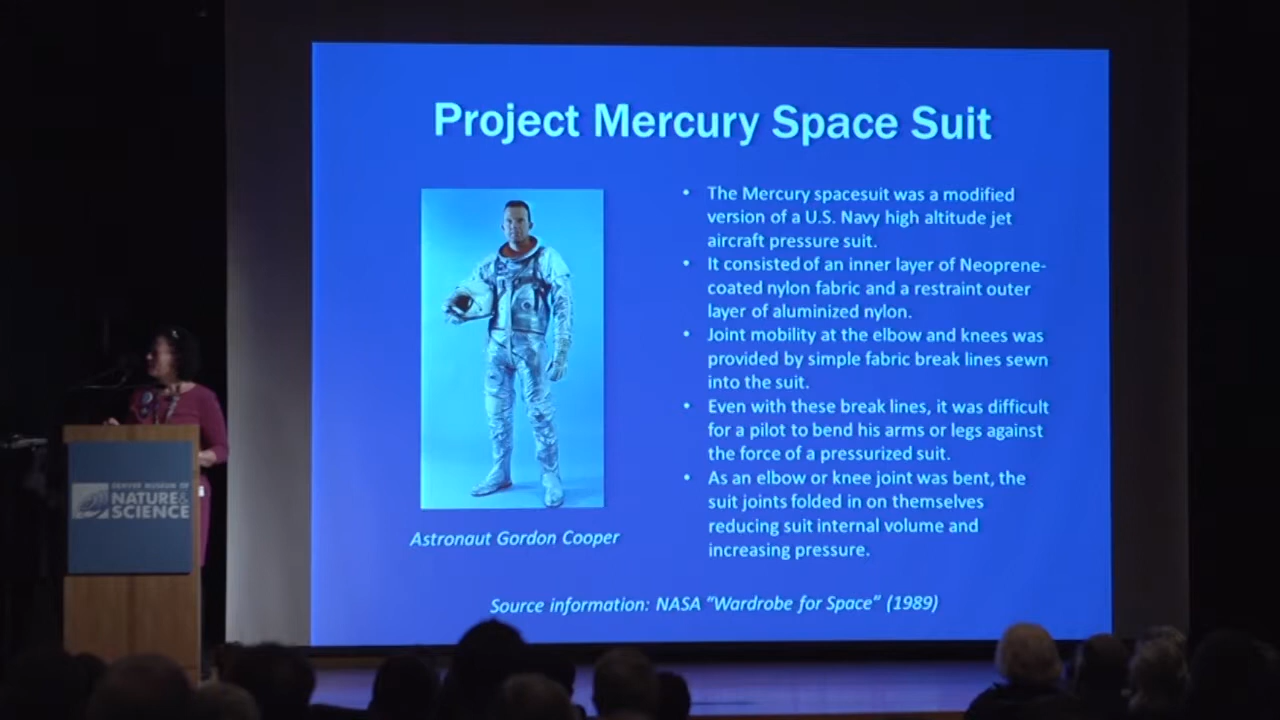 Project Mercury Space Suit
• The Mercury spacesuit was a modified
version of a U.S. Navy high altitude jet
aircraft pressure suit.
• It consisted of an inner layer of Neoprene-
coated nylon fabric and a restraint outer
layer of aluminized nylon.
• Joint mobility at the elbow and knees was
provided by simple fabric break lines sewn
into the suit.
• Even with these break lines, it was difficult
for a pilot to bend his arms or legs against
the force of a pressurized suit.
• As an elbow or knee joint was bent, the
suit joints folded in on themselves
reducing suit internal volume and
increasing pressure.
Astronaut Gordon Cooper
Source information: NASA “Wardrobe for Space” (1989)
DENVER MUSEUM OF
NATURE&
SCIENCE